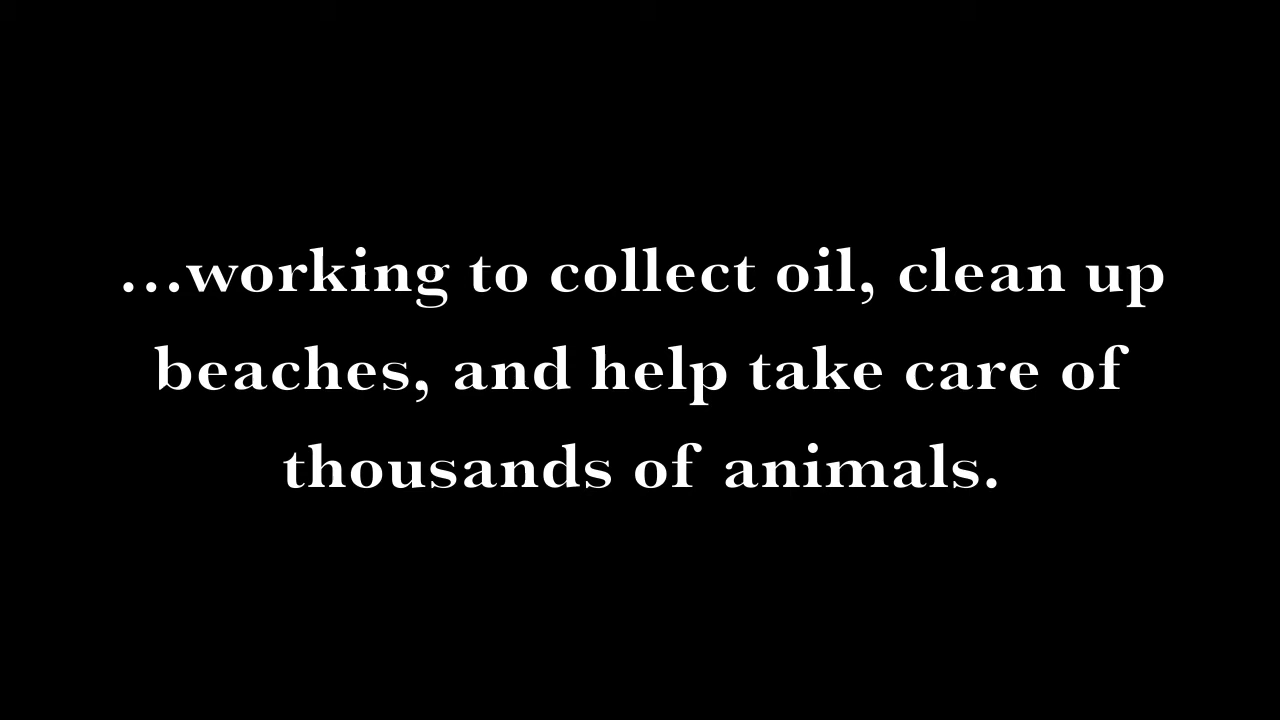 ...working to collect oil, clean up
beaches, and help take care of
thousands of animals.